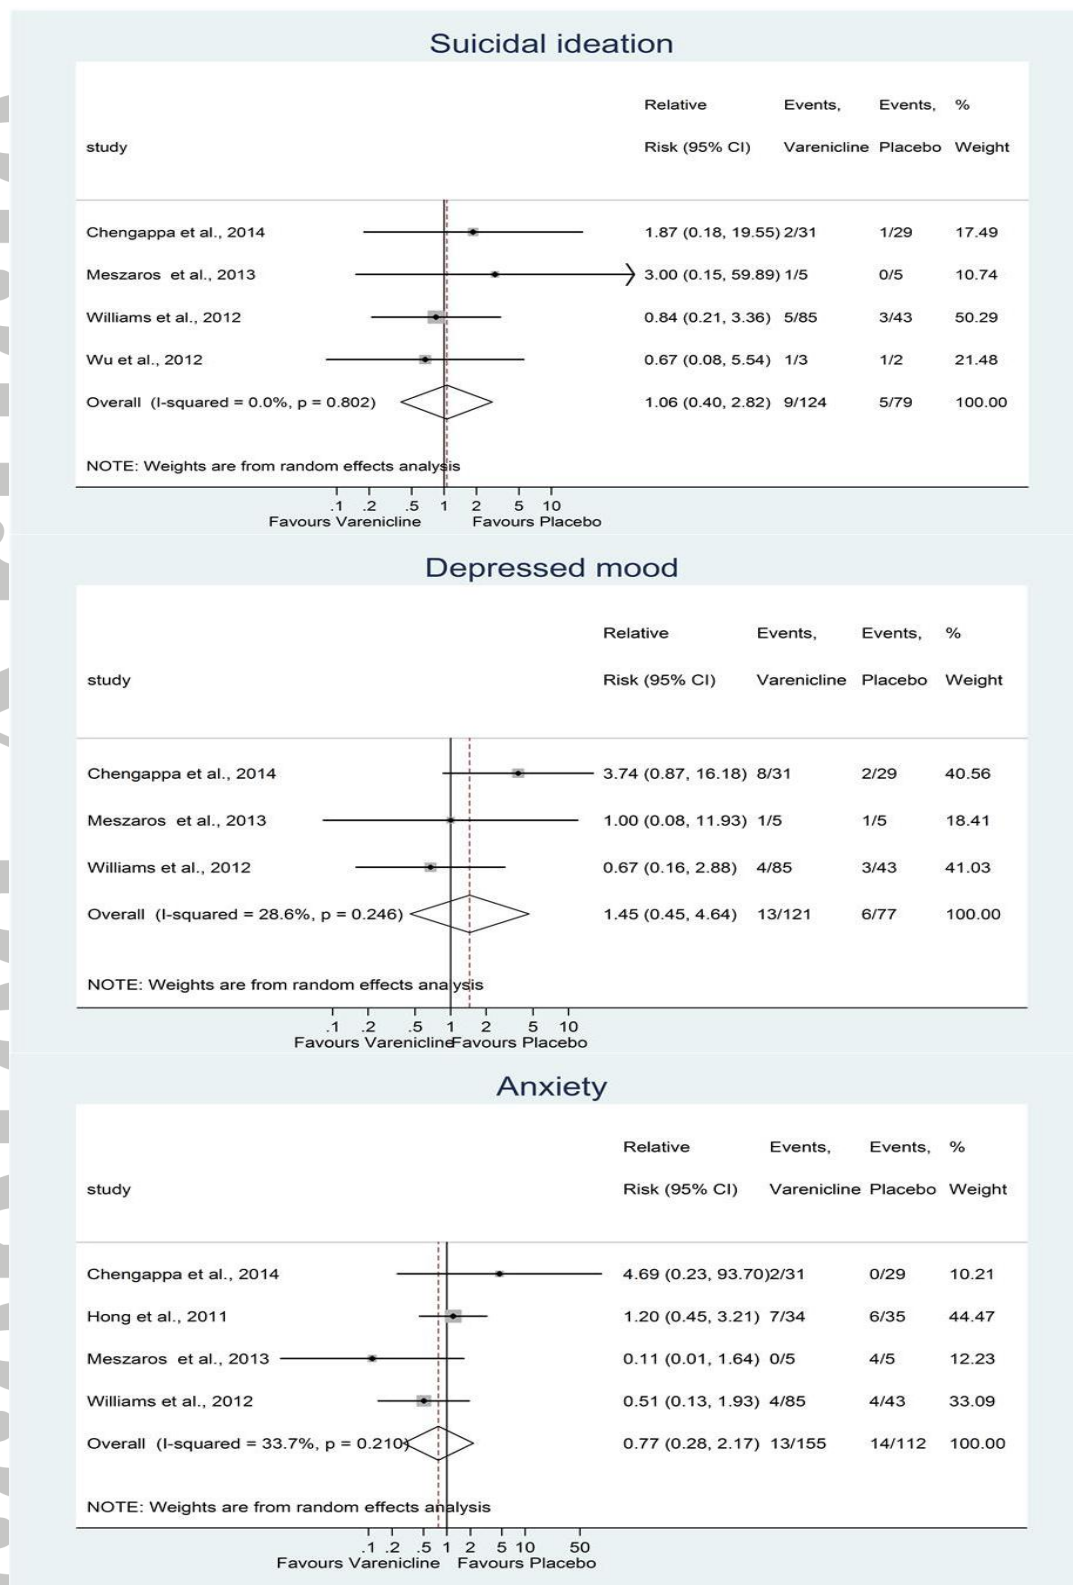 Suicidal ideation
Relative Events, Events, %
study Risk (95% CI) Varenicline Placebo Weight
Chengappa et al., 2014 1.87 (0.18, 19.55) 2/31 1/29 17.49
Meszaros et al., 2013 3.00 (0.15, 59.89) 1/5 0/5 10.74
Williams et al., 2012 0.84 (0.21, 3.36) 5/85 3/43 50.29
Wu et al., 2012 0.67 (0.08, 5.54) 1/3 1/2 21.48
Overall (I-squared = 0.0%, p = 0.802) 1.06 (0.40, 2.82) 9/124 5/79 100.00
NOTE: Weights are from random effects analysis
.1 .2 .5 1 2 5 10
Favours Varenicline Favours Placebo
Depressed mood
Relative Events, Events, %
study Risk (95% CI) Varenicline Placebo Weight
Chengappa et al., 2014 3.74 (0.87, 16.18) 8/31 2/29 40.56
Meszaros et al., 2013 1.00 (0.08, 11.93) 1/5 1/5 18.41
Williams et al., 2012 0.67 (0.16, 2.88) 4/85 3/43 41.03
Overall (I-squared = 28.6%, p = 0.246) 1.45 (0.45, 4.64) 13/121 6/77 100.00
NOTE: Weights are from random effects analysis
.1 .2 .5 1 2 5 10
Favours Varenicline Favours Placebo
Anxiety
Relative Events, Events, %
study Risk (95% CI) Varenicline Placebo Weight
Chengappa et al., 2014 4.69 (0.23, 93.70) 2/31 0/29 10.21
Hong et al., 2011 1.20 (0.45, 3.21) 7/34 6/35 44.47
Meszaros et al., 2013 0.11 (0.01, 1.64) 0/5 4/5 12.23
Williams et al., 2012 0.51 (0.13, 1.93) 4/85 4/43 33.09
Overall (I-squared = 33.7%, p = 0.210) 0.77 (0.28, 2.17) 13/155 14/112 100.00
NOTE: Weights are from random effects analysis
.1 .2 .5 1 2 5 10 50
Favours Varenicline Favours Placebo